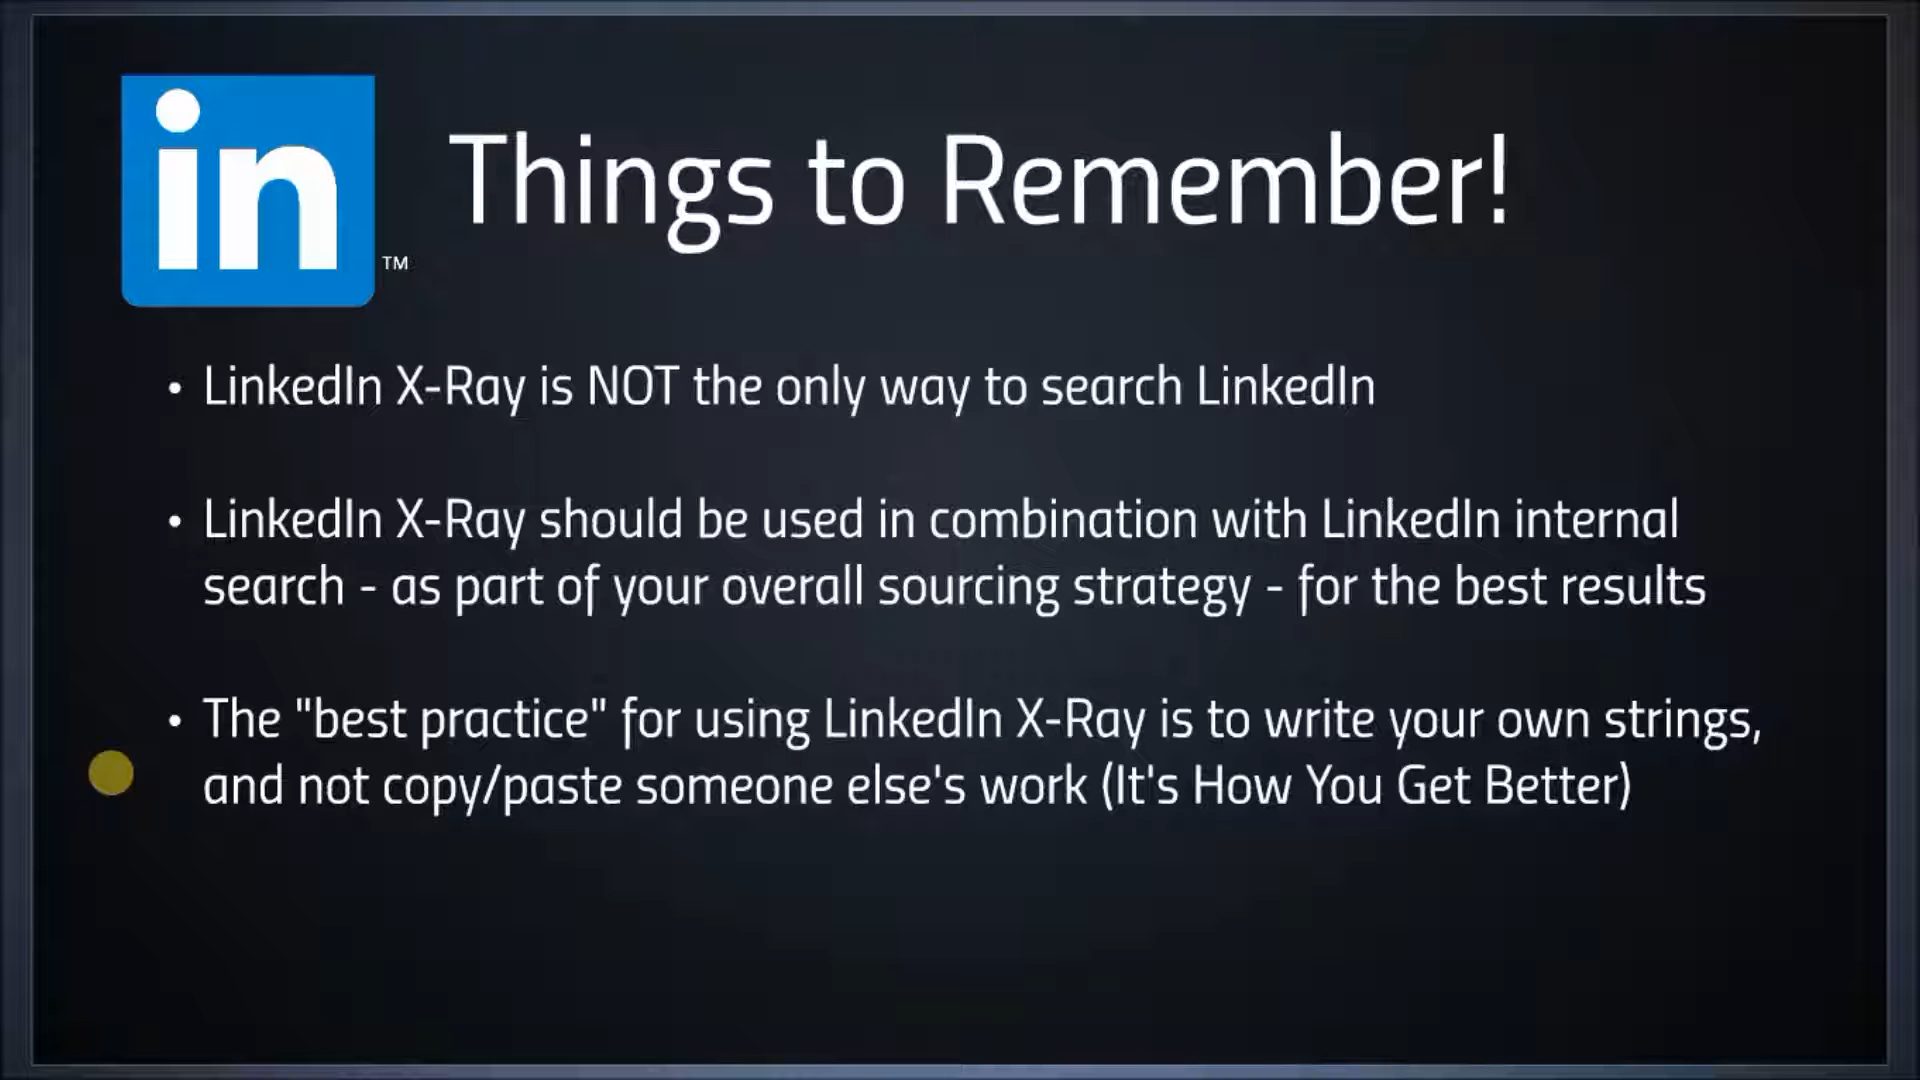 in
TM
Things to Remember!
• LinkedIn X-Ray is NOT the only way to search LinkedIn
• LinkedIn X-Ray should be used in combination with LinkedIn internal
search - as part of your overall sourcing strategy - for the best results
• The "best practice" for using LinkedIn X-Ray is to write your own strings,
and not copy/paste someone else's work (It's How You Get Better)